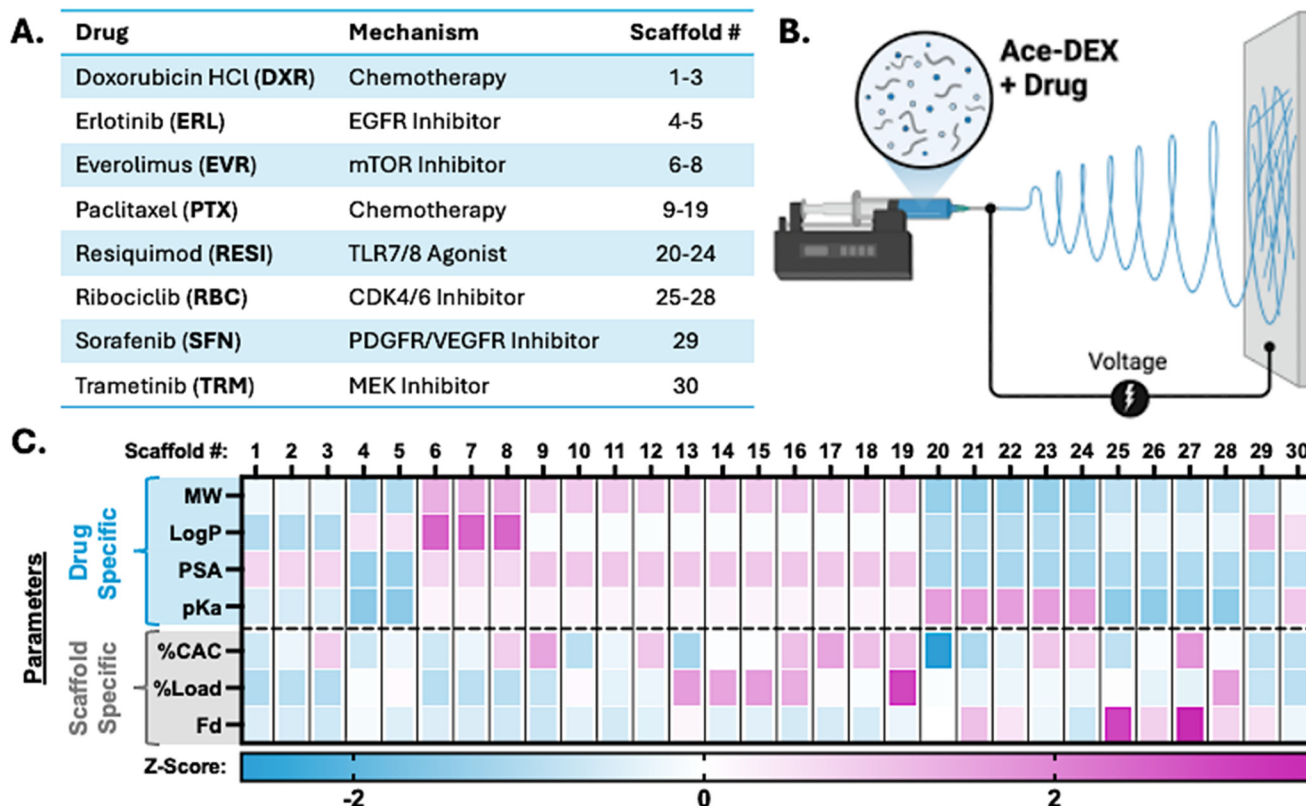 A.
Drug Mechanism Scaffold #
Doxorubicin HCl (DXR) Chemotherapy 1-3
Erlotinib (ERL) EGFR Inhibitor 4-5
Everolimus (EVR) mTOR Inhibitor 6-8
Paclitaxel (PTX) Chemotherapy 9-19
Resiquimod (RESI) TLR7/8 Agonist 20-24
Ribociclib (RBC) CDK4/6 Inhibitor 25-28
Sorafenib (SFN) PDGFR/VEGFR Inhibitor 29
Trametinib (TRM) MEK Inhibitor 30
B.
Ace-DEX
+ Drug
Voltage
C.
Scaffold #: 1 2 3 4 5 6 7 8 9 10 11 12 13 14 15 16 17 18 19 20 21 22 23 24 25 26 27 28 29 30
Parameters
Drug
Specific
MW
LogP
PSA
pKa
Scaffold
Specific
%CAC
%Load
Fd
Z-Score:
-2 0 2